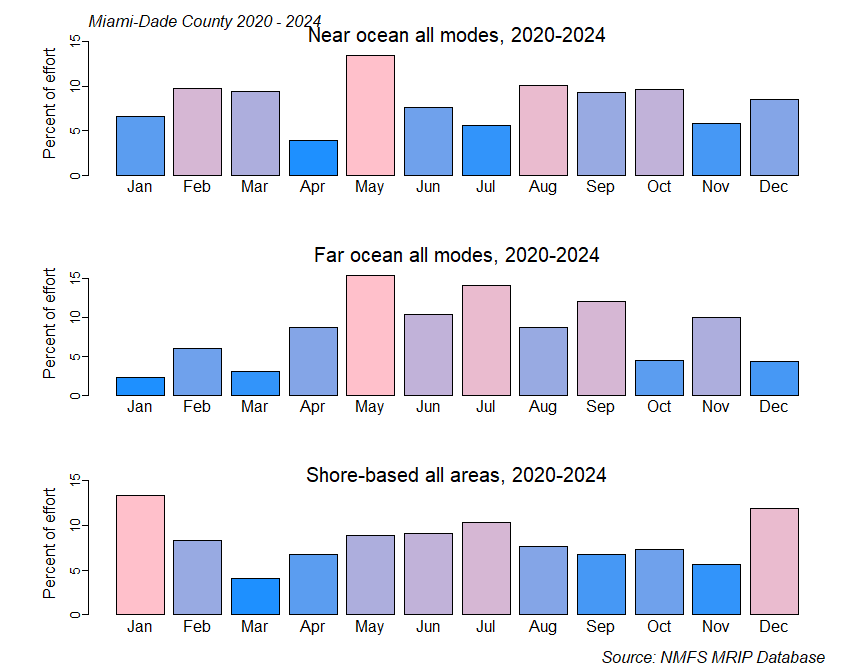 Miami-Dade County 2020 - 2024
Near ocean all modes, 2020-2024
Percent of effort
15
10
5
0
Jan Feb Mar Apr May Jun Jul Aug Sep Oct Nov Dec
Far ocean all modes, 2020-2024
Percent of effort
15
10
5
0
Jan Feb Mar Apr May Jun Jul Aug Sep Oct Nov Dec
Shore-based all areas, 2020-2024
Percent of effort
15
10
5
0
Jan Feb Mar Apr May Jun Jul Aug Sep Oct Nov Dec
Source: NMFS MRIP Database